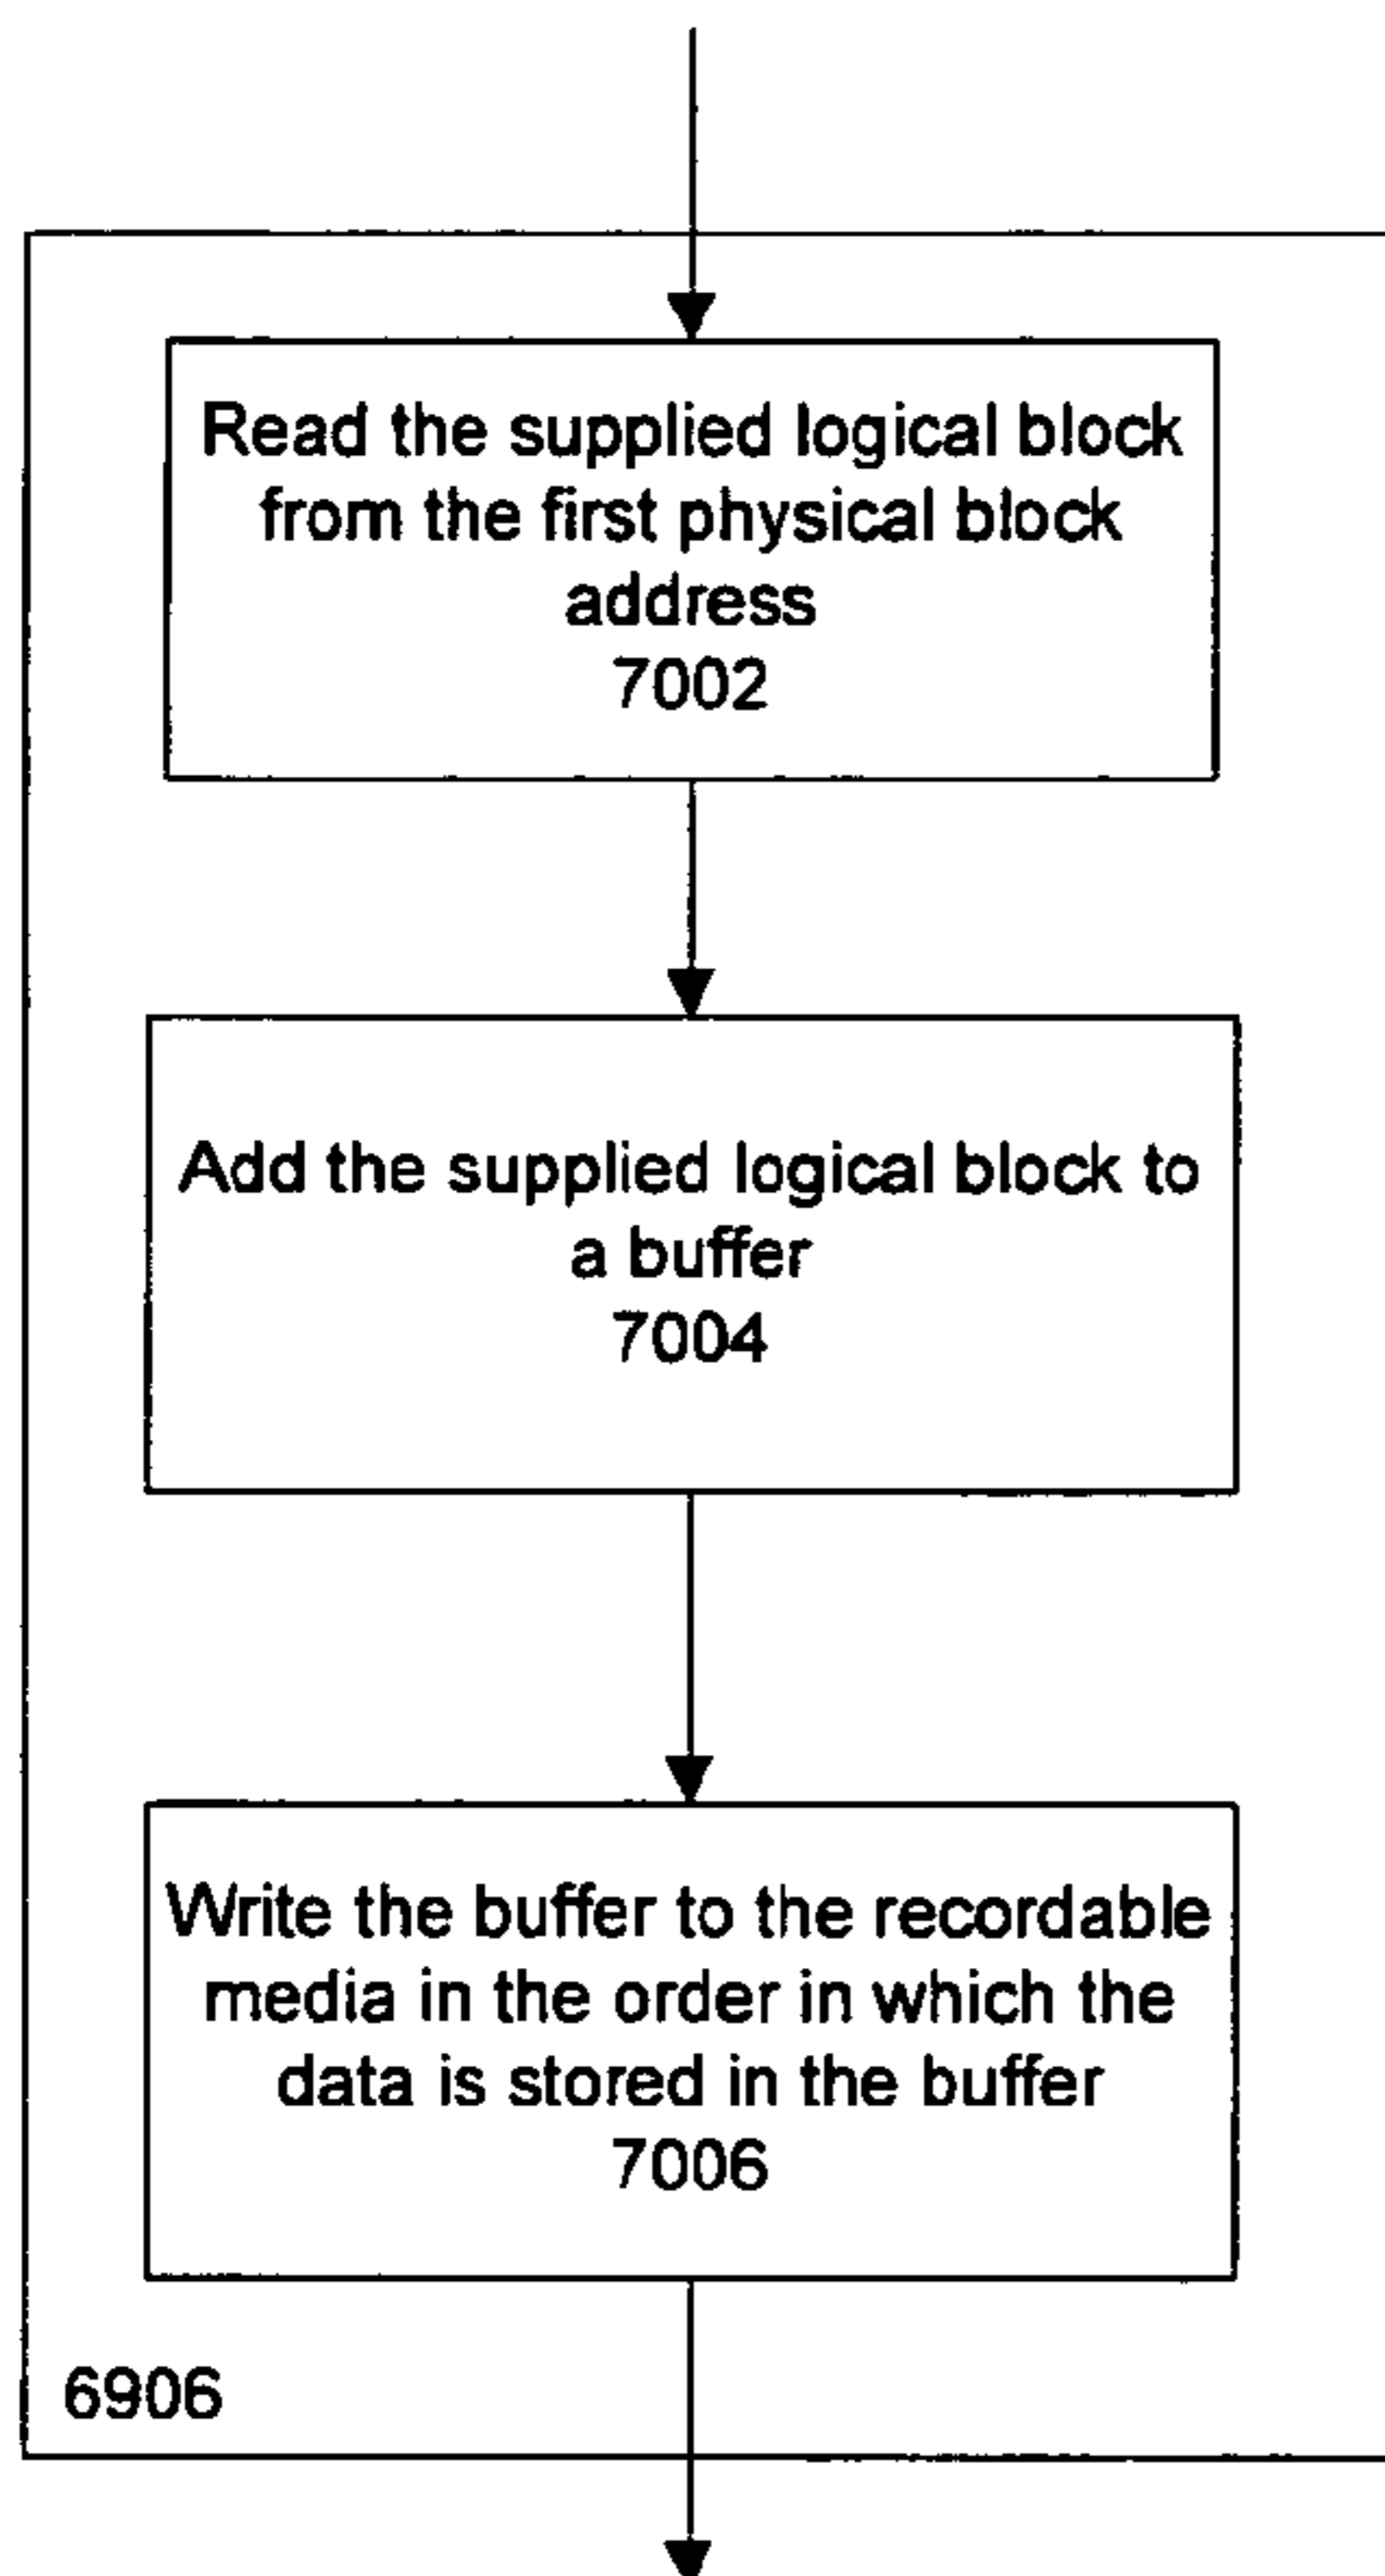 Read the supplied logical block
from the first physical block
address
7002
Add the supplied logical block to
a buffer
7004
Write the buffer to the recordable
media in the order in which the
data is stored in the buffer
7006
6906